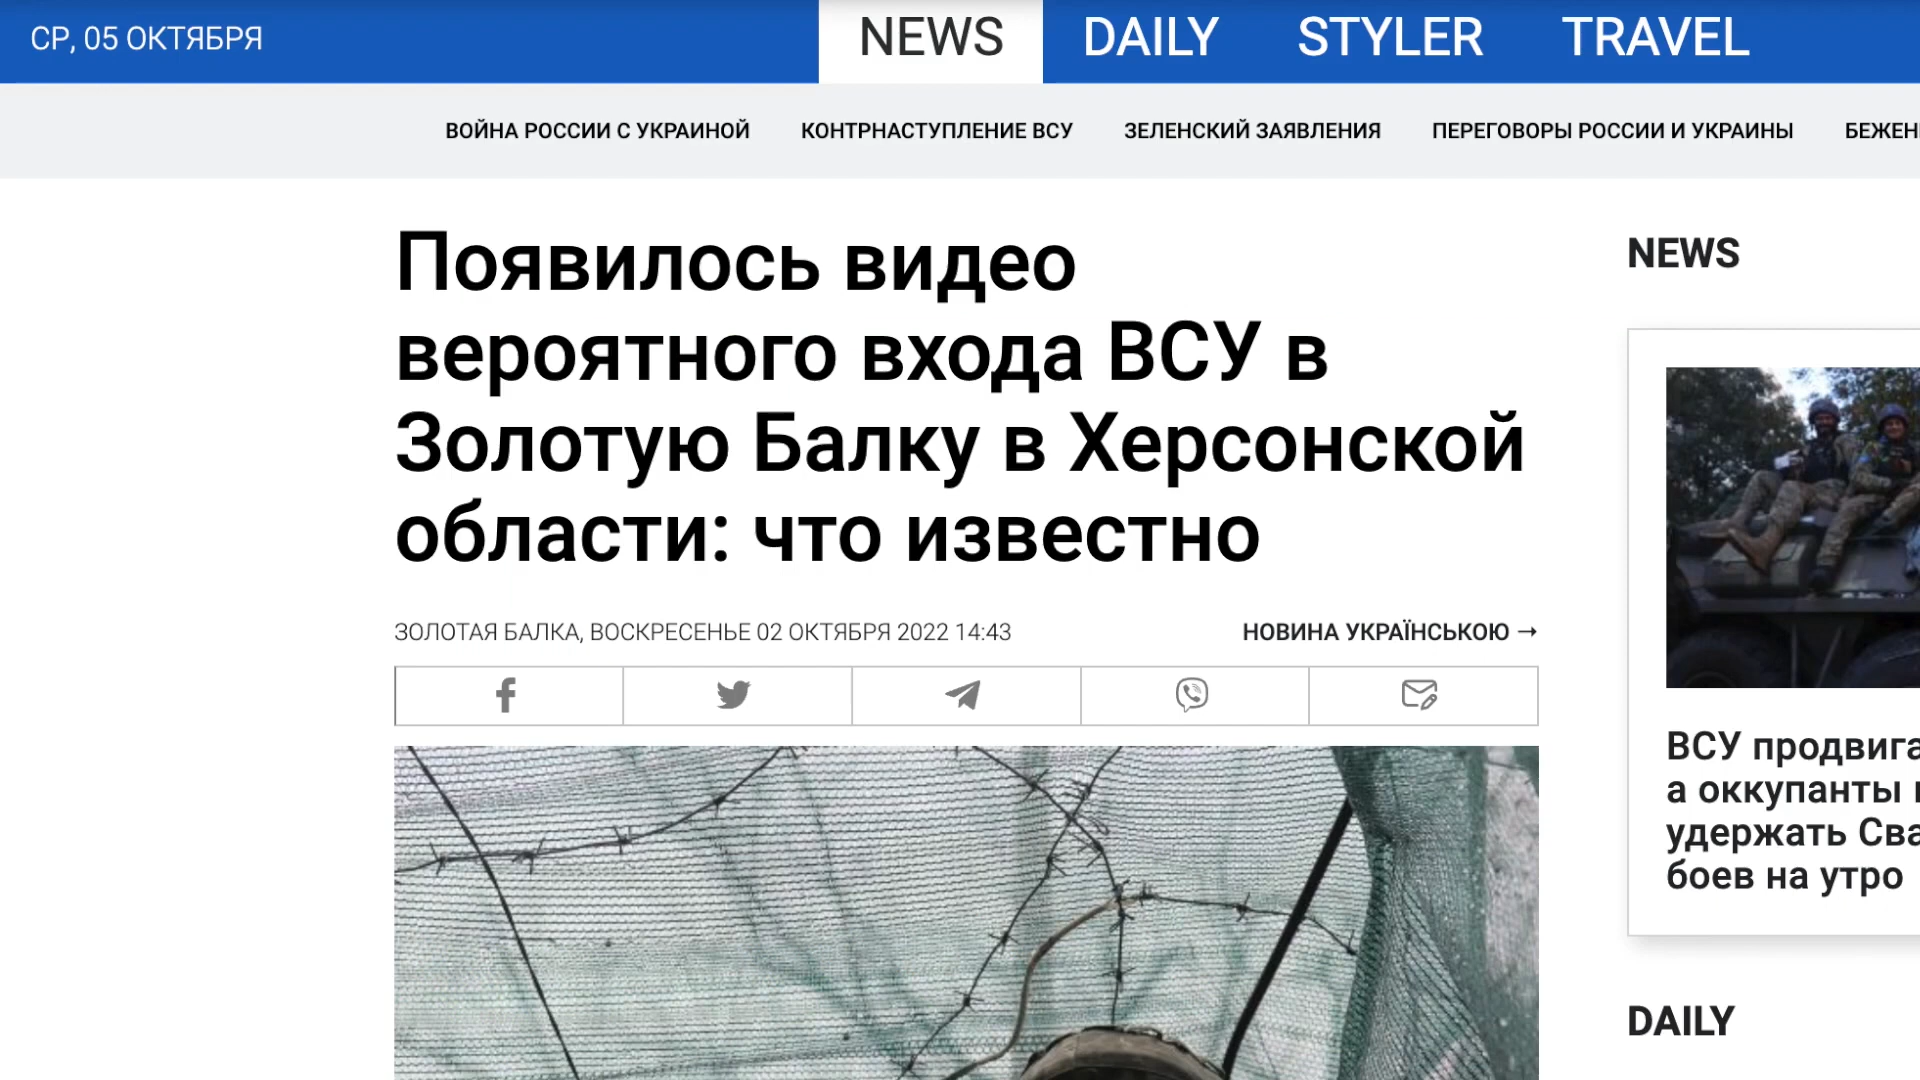 СР, 05 ОКТЯБРЯ
NEWS
DAILY
STYLER
TRAVEL
ВОЙНА РОССИИ С УКРАИНОЙ
КОНТРНАСТУПЛЕНИЕ ВСУ
ЗЕЛЕНСКИЙ ЗАЯВЛЕНИЯ
ПЕРЕГОВОРЫ РОССИИ И УКРАИНЫ
Появилось видео
вероятного входа ВСУ в
Золотую Балку в Херсонской
области: что известно
ЗОЛОТАЯ БАЛКА, ВОСКРЕСЕНЬЕ 02 ОКТЯБРЯ 2022 14:43
НОВИНА УКРАЇНСЬКОЮ →
NEWS
ВСУ
а оккупанты
удержать
боев на утро
DAILY